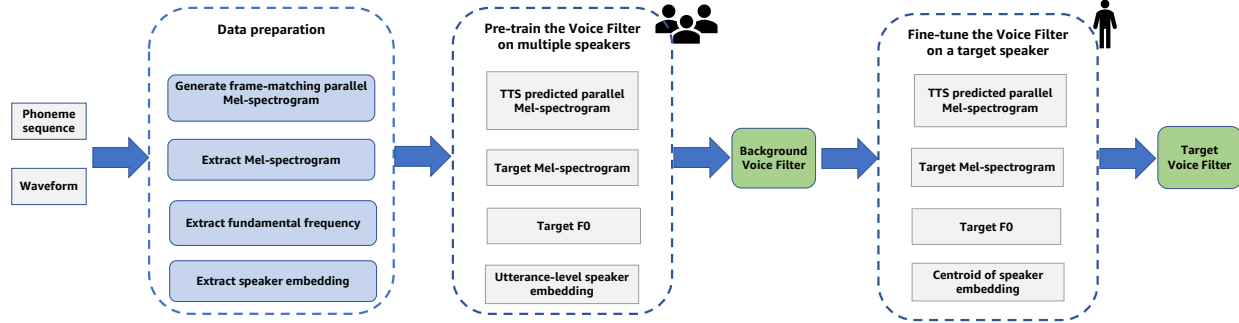 Phoneme
sequence
Waveform
Data preparation
Generate frame-matching parallel
Mel-spectrogram
Extract Mel-spectrogram
Extract fundamental frequency
Extract speaker embedding
Pre-train the Voice Filter
on multiple speakers
TTS predicted parallel
Mel-spectrogram
Target Mel-spectrogram
Target F0
Utterance-level speaker
embedding
Background
Voice Filter
Fine-tune the Voice Filter
on a target speaker
TTS predicted parallel
Mel-spectrogram
Target Mel-spectrogram
Target F0
Centroid of speaker
embedding
Target
Voice Filter